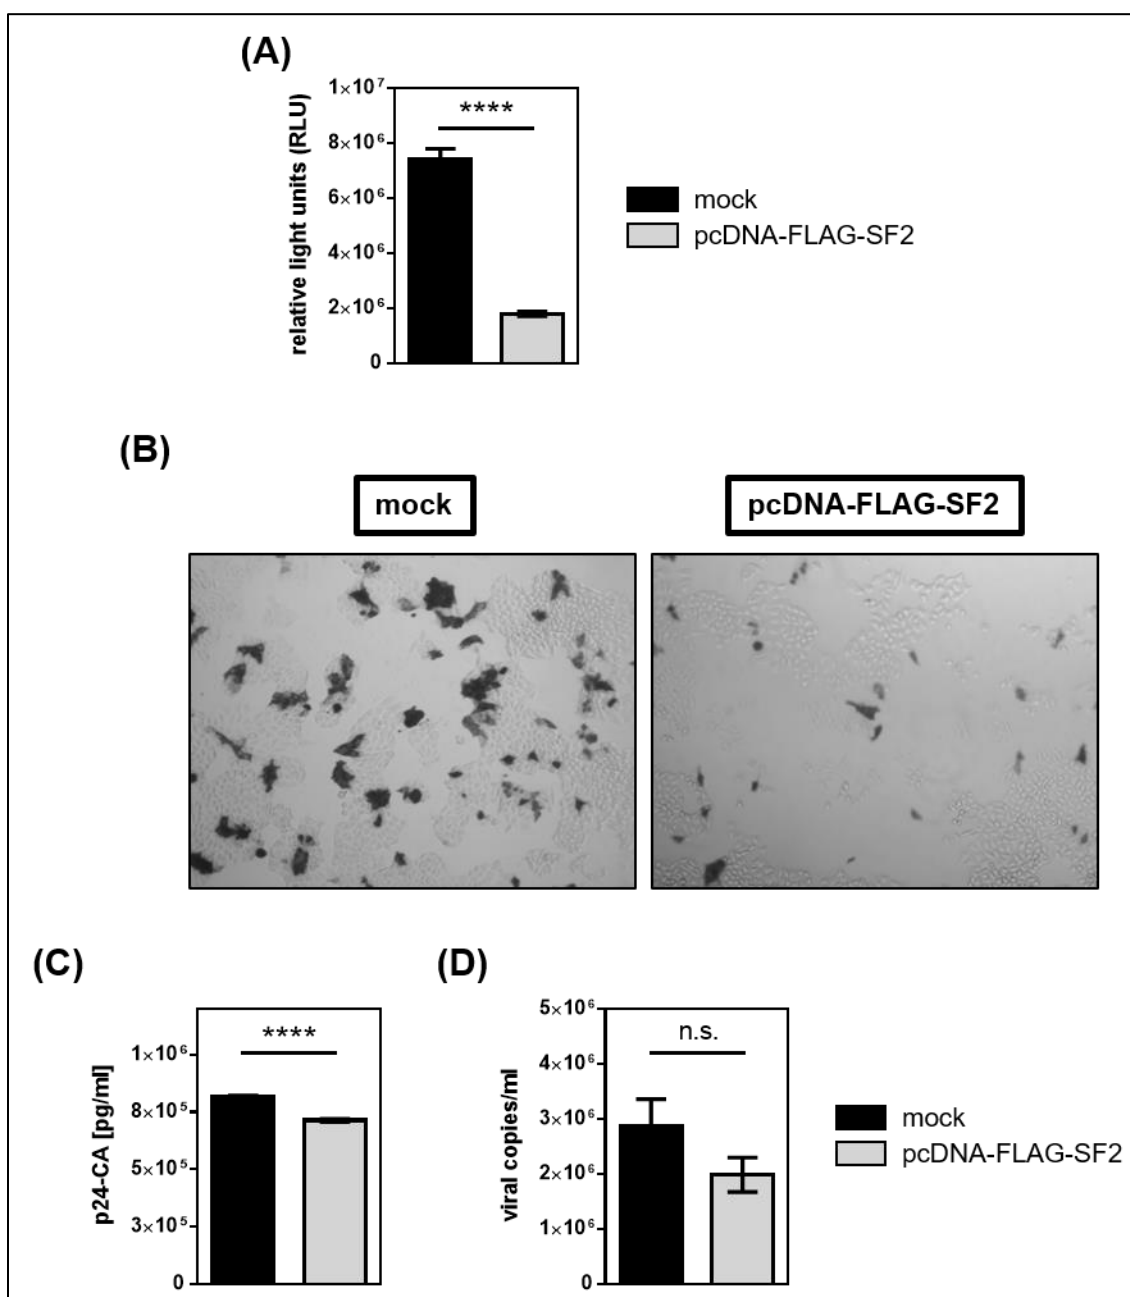 (A)
relative light units (RLU)
1×10⁷
8×10⁶
6×10⁶
4×10⁶
2×10⁶
0
****
mock
pcDNA-FLAG-SF2
(B)
mock
pcDNA-FLAG-SF2
(C)
p24-CA [pg/ml]
1×10⁶
8×10⁵
5×10⁵
3×10⁵
0
****
(D)
viral copies/ml
5×10⁶
4×10⁶
3×10⁶
2×10⁶
1×10⁶
0
n.s.
mock
pcDNA-FLAG-SF2